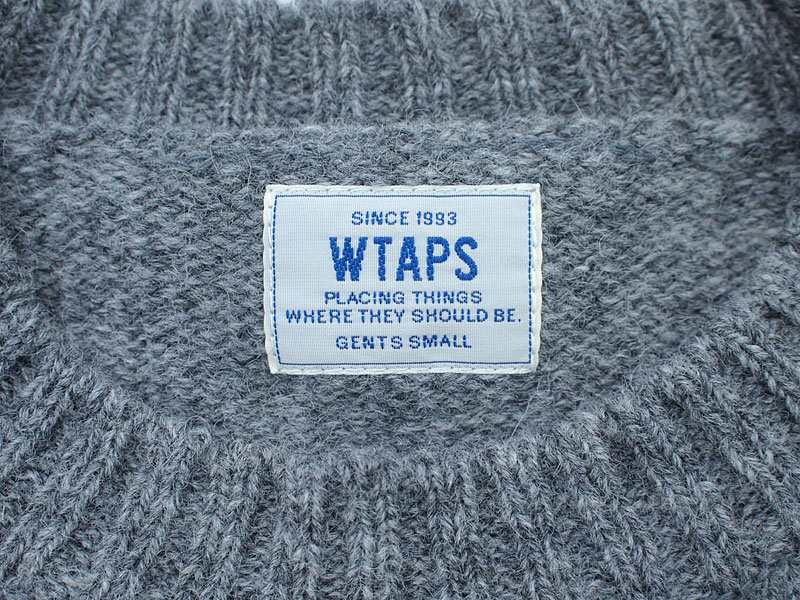 SINCE 1993
WTAPS
PLACING THINGS
WHERE THEY SHOULD BE.
GENTS SMALL